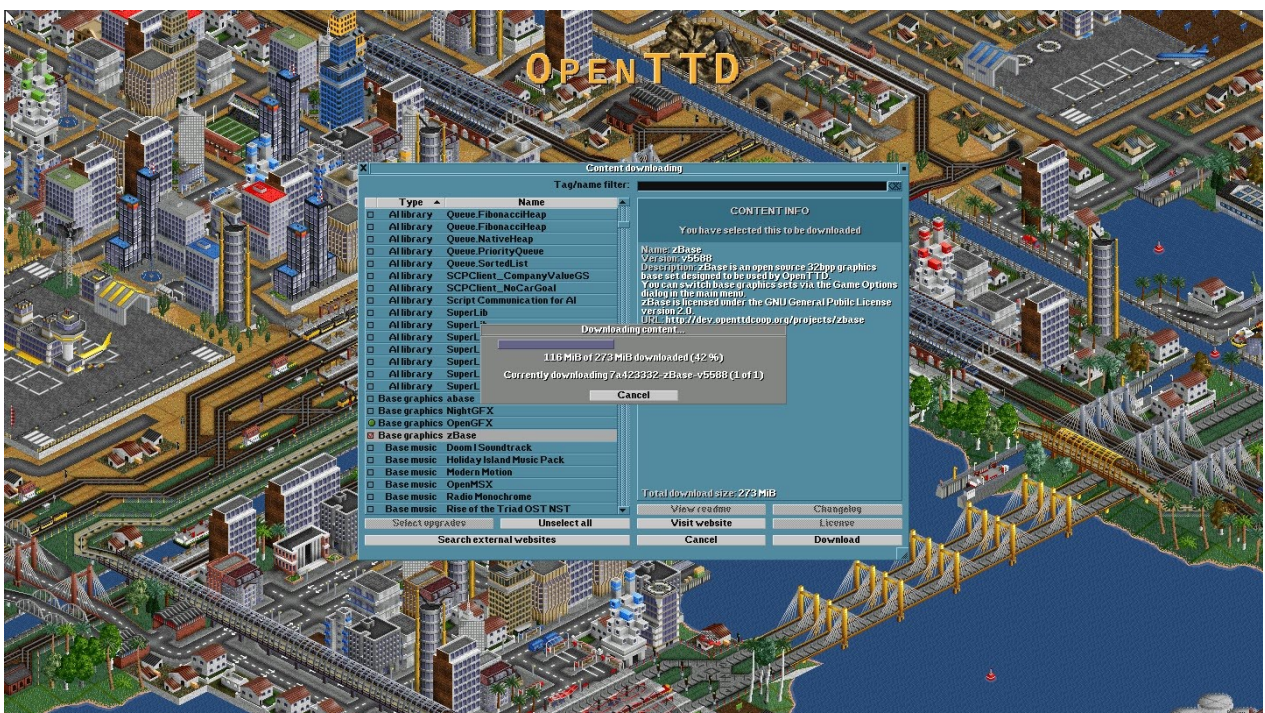 OPENTTD
Content downloading
Tag/name filter:
Type Name
AI library Queue.FibonacciHeap
AI library Queue.FibonacciHeap
AI library Queue.NativeHeap
AI library Queue.PriorityQueue
AI library Queue.SortedList
AI library SCPClient_CompanyValueGS
AI library SCPClient_NoCarGoal
AI library Script Communication for AI
AI library SuperLib
AI library SuperLib
AI library SuperL
AI library SuperL
AI library SuperL
AI library SuperL
AI library SuperL
Base graphics abase
Base graphics NightGFX
Base graphics OpenGFX
Base graphics zBase
Base music Doom I Soundtrack
Base music Holiday Island Music Pack
Base music Modern Motion
Base music OpenMSX
Base music Radio Monochrome
Base music Rise of the Triad OST NST
Select upgrades Unselect all
Search external websites
CONTENT INFO
You have selected this to be downloaded
Name: zBase
Version: v5588
Description: zBase is an open source 32bpp graphics
base set designed to be used by OpenTTD.
You can switch base graphics sets via the Game Options
dialog in the main menu.
zBase is licensed under the GNU General Public License
version 2.0.
URL: http://dev.openttdcoop.org/projects/zbase
Total download size: 273 MiB
View readme Changelog
Visit website License
Cancel Download
Downloading content...
116 MiB of 273 MiB downloaded (42 %)
Currently downloading 7a423332-zBase-v5588 (1 of 1)
Cancel